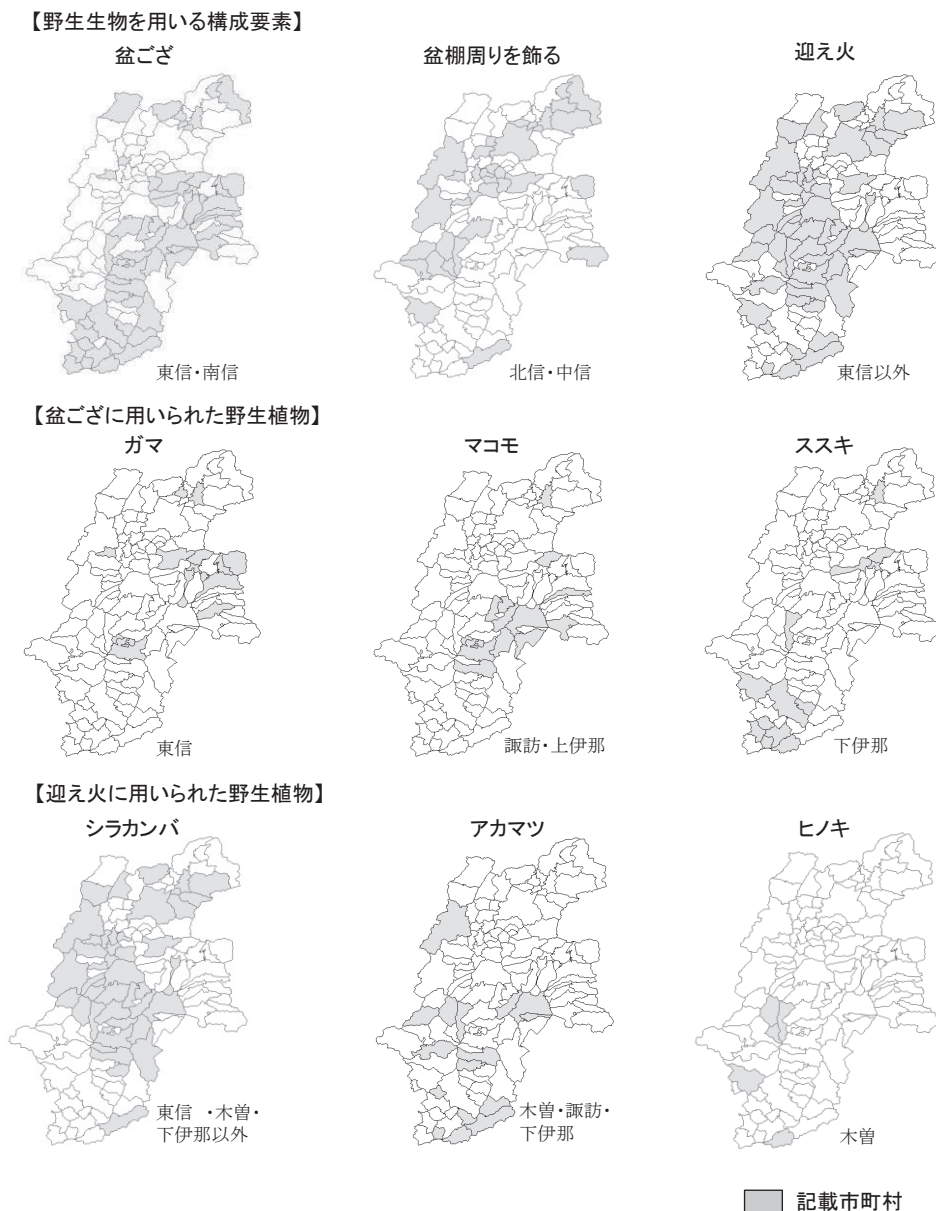 【野生生物を用いる構成要素】
盆ござ
盆棚周りを飾る
迎え火
東信・南信
北信・中信
東信以外
【盆ござに用いられた野生植物】
ガマ
マコモ
ススキ
東信
諏訪・上伊那
下伊那
【迎え火に用いられた野生植物】
シラカンバ
アカマツ
ヒノキ
東信 ・木曽・
下伊那以外
木曽・諏訪・
下伊那
木曽
記載市町村